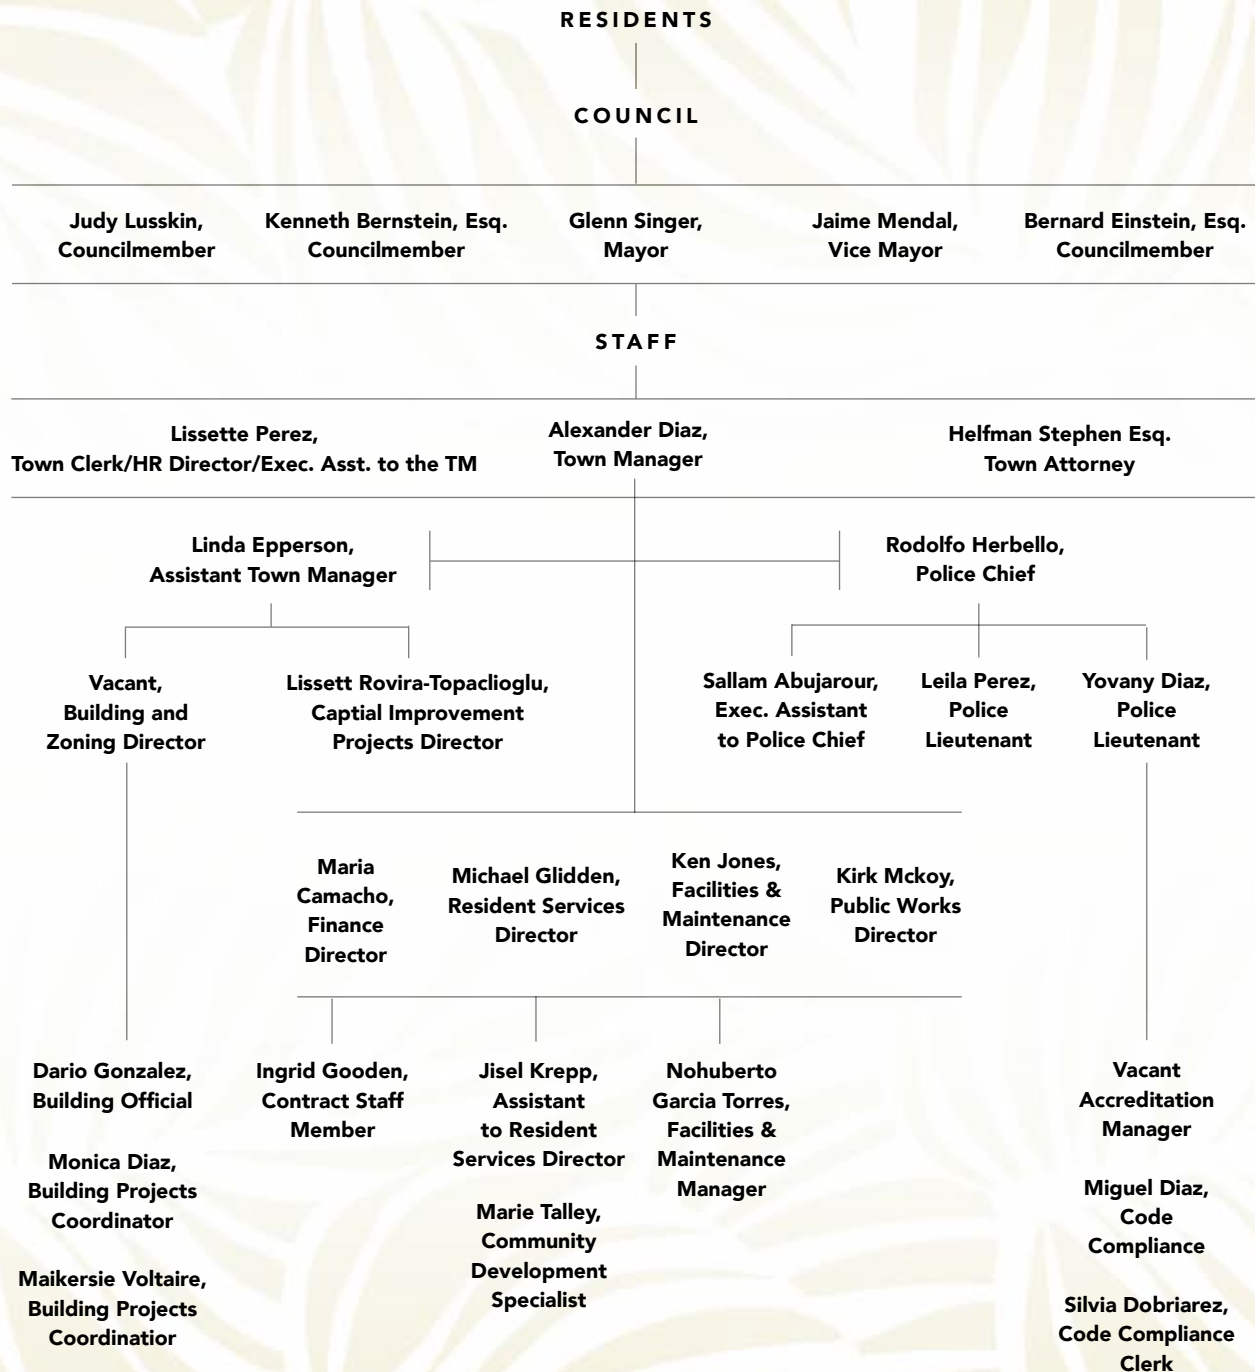 RESIDENTS
COUNCIL
Judy Lusskin,
Councilmember
Kenneth Bernstein, Esq.
Councilmember
Glenn Singer,
Mayor
Jaime Mendal,
Vice Mayor
Bernard Einstein, Esq.
Councilmember
STAFF
Lissette Perez,
Town Clerk/HR Director/Exec. Asst. to the TM
Alexander Diaz,
Town Manager
Helfman Stephen Esq.
Town Attorney
Linda Epperson,
Assistant Town Manager
Rodolfo Herbello,
Police Chief
Vacant,
Building and
Zoning Director
Lissett Rovira-Topaclioglu,
Captial Improvement
Projects Director
Sallam Abujarour,
Exec. Assistant
to Police Chief
Leila Perez,
Police
Lieutenant
Yovany Diaz,
Police
Lieutenant
Maria
Camacho,
Finance
Director
Michael Glidden,
Resident Services
Director
Ken Jones,
Facilities &
Maintenance
Director
Kirk Mckoy,
Public Works
Director
Dario Gonzalez,
Building Official
Monica Diaz,
Building Projects
Coordinator
Maikersie Voltaire,
Building Projects
Coordinatior
Ingrid Gooden,
Contract Staff
Member
Jisel Krepp,
Assistant
to Resident
Services Director
Marie Talley,
Community
Development
Specialist
Nohuberto
Garcia Torres,
Facilities &
Maintenance
Manager
Vacant
Accreditation
Manager
Miguel Diaz,
Code
Compliance
Silvia Dobriarez,
Code Compliance
Clerk